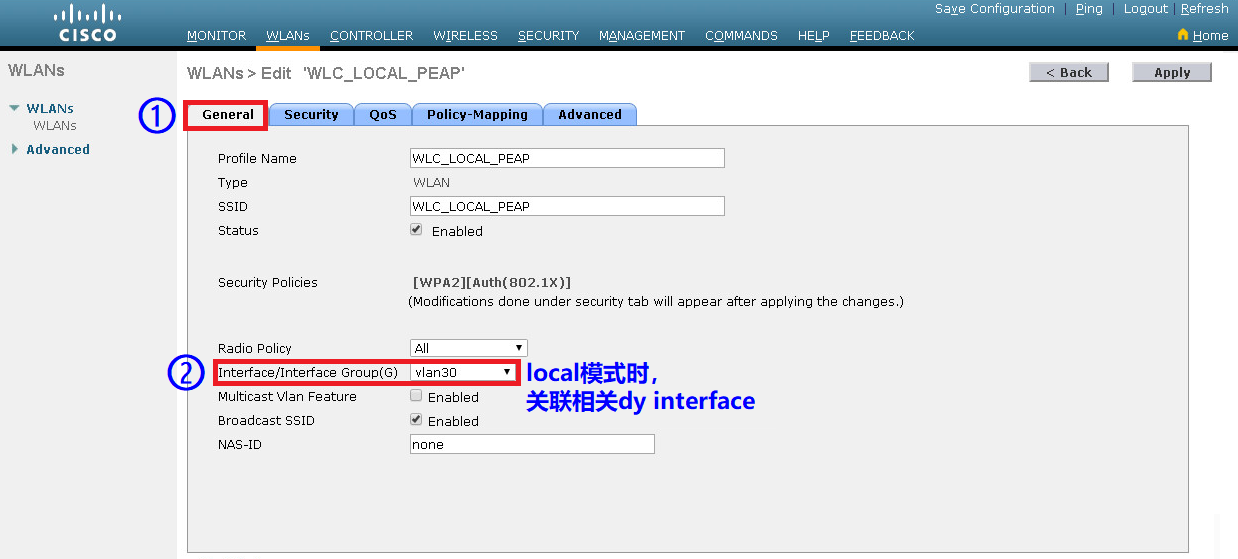 Save Configuration | Ping | Logout | Refresh
CISCO
MONITOR WLANs CONTROLLER WIRELESS SECURITY MANAGEMENT COMMANDS HELP FEEDBACK Home
WLANs
WLANs > Edit 'WLC_LOCAL_PEAP'
< Back Apply
WLANs
WLANs
Advanced
① General Security QoS Policy-Mapping Advanced
Profile Name WLC_LOCAL_PEAP
Type WLAN
SSID WLC_LOCAL_PEAP
Status Enabled
Security Policies [WPA2][Auth(802.1X)]
(Modifications done under security tab will appear after applying the changes.)
Radio Policy All
② Interface/Interface Group(G) vlan30 local模式时，
关联相关dy interface
Multicast Vlan Feature Enabled
Broadcast SSID Enabled
NAS-ID none